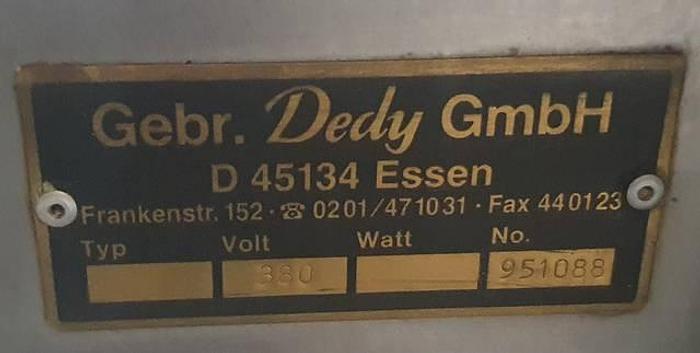 Gebr. Dedy GmbH
D 45134 Essen
Frankenstr. 152 · ☎ 0201/471031 · Fax 440123
Typ Volt Watt No.
380 951088